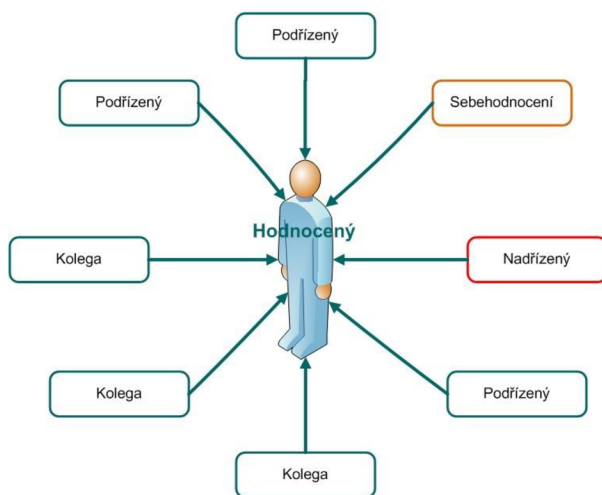 Podřízený
Podřízený
Sebehodnocení
Hodnocený
Kolega
Nadřízený
Kolega
Podřízený
Kolega